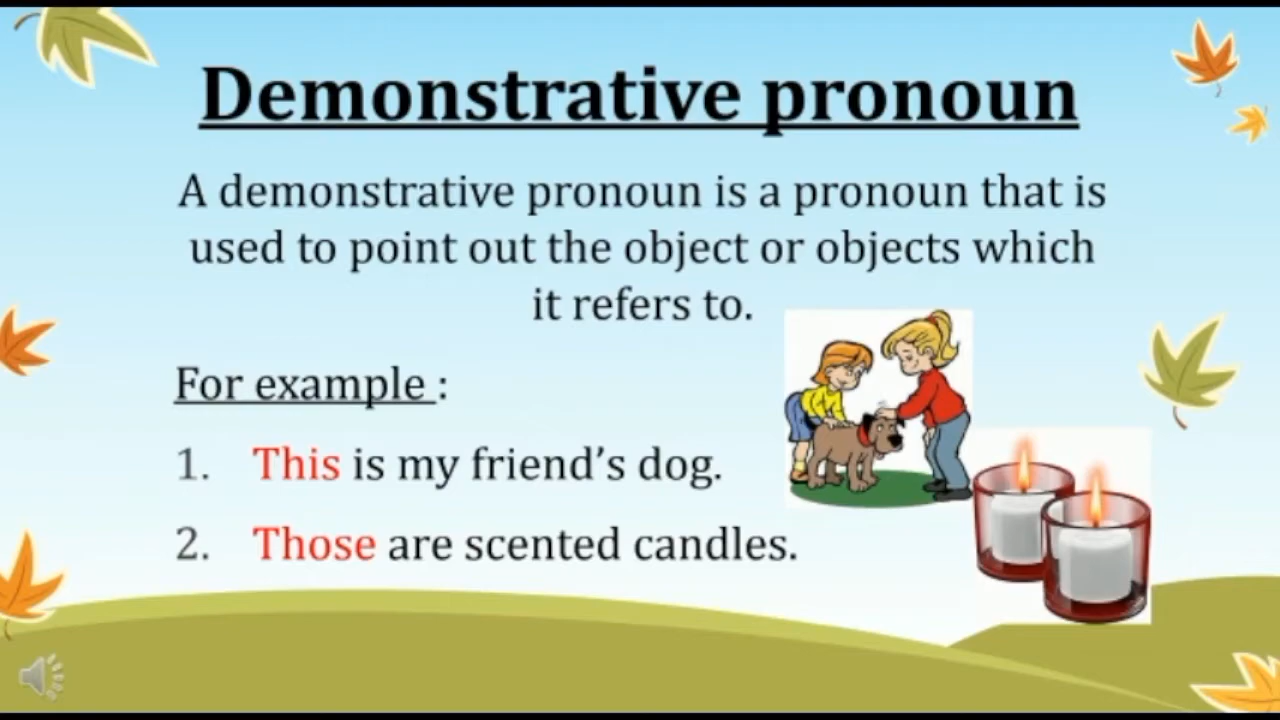 Demonstrative pronoun
A demonstrative pronoun is a pronoun that is
used to point out the object or objects which
it refers to.
For example :
1. This is my friend’s dog.
2. Those are scented candles.